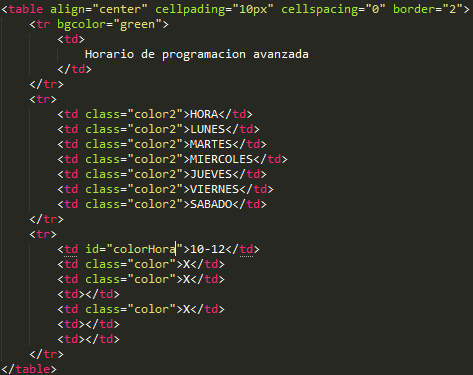 <table align="center" cellpading="10px" cellspacing="0" border="2">
<tr bgcolor="green">
<td>
Horario de programacion avanzada
</td>
</tr>
<tr>
<td class="color2">HORA</td>
<td class="color2">LUNES</td>
<td class="color2">MARTES</td>
<td class="color2">MIERCOLES</td>
<td class="color2">JUEVES</td>
<td class="color2">VIERNES</td>
<td class="color2">SABADO</td>
</tr>
<tr>
<td id="colorHora">10-12</td>
<td class="color">X</td>
<td class="color">X</td>
<td></td>
<td class="color">X</td>
<td></td>
<td></td>
</tr>
</table>